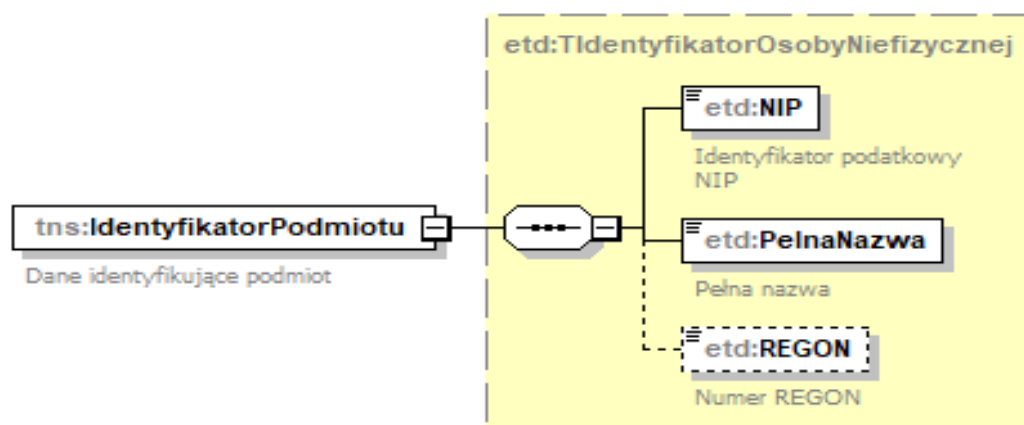 etd:TIdentyfikatorOsobyNiefizycznej
etd:NIP
Identyfikator podatkowy
NIP
tns:IdentyfikatorPodmiotu
Dane identyfikujące podmiot
etd:PelnaNazwa
Pełna nazwa
etd:REGON
Numer REGON